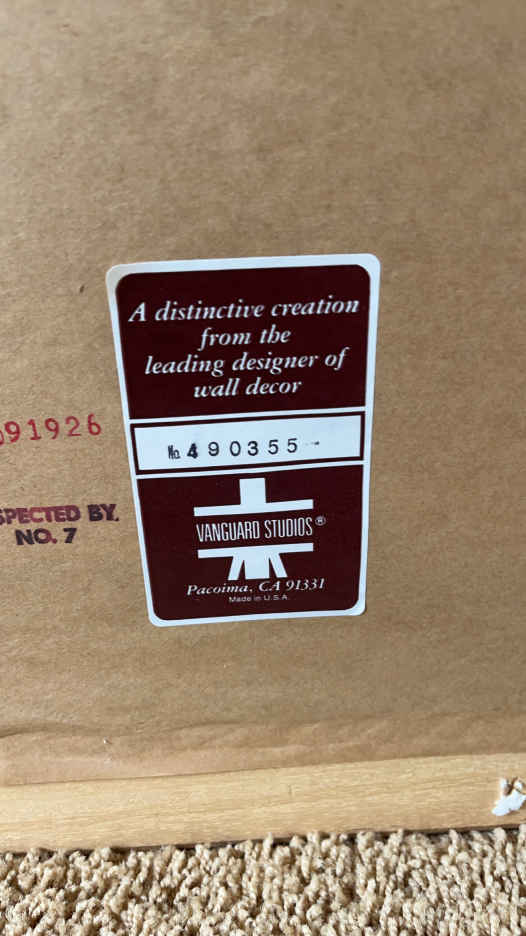 A distinctive creation
from the
leading designer of
wall decor
No. 490355
091926
SPECTED BY.
NO. 7
VANGUARD STUDIOS®
Pacoima, CA 91331
Made in U.S.A.